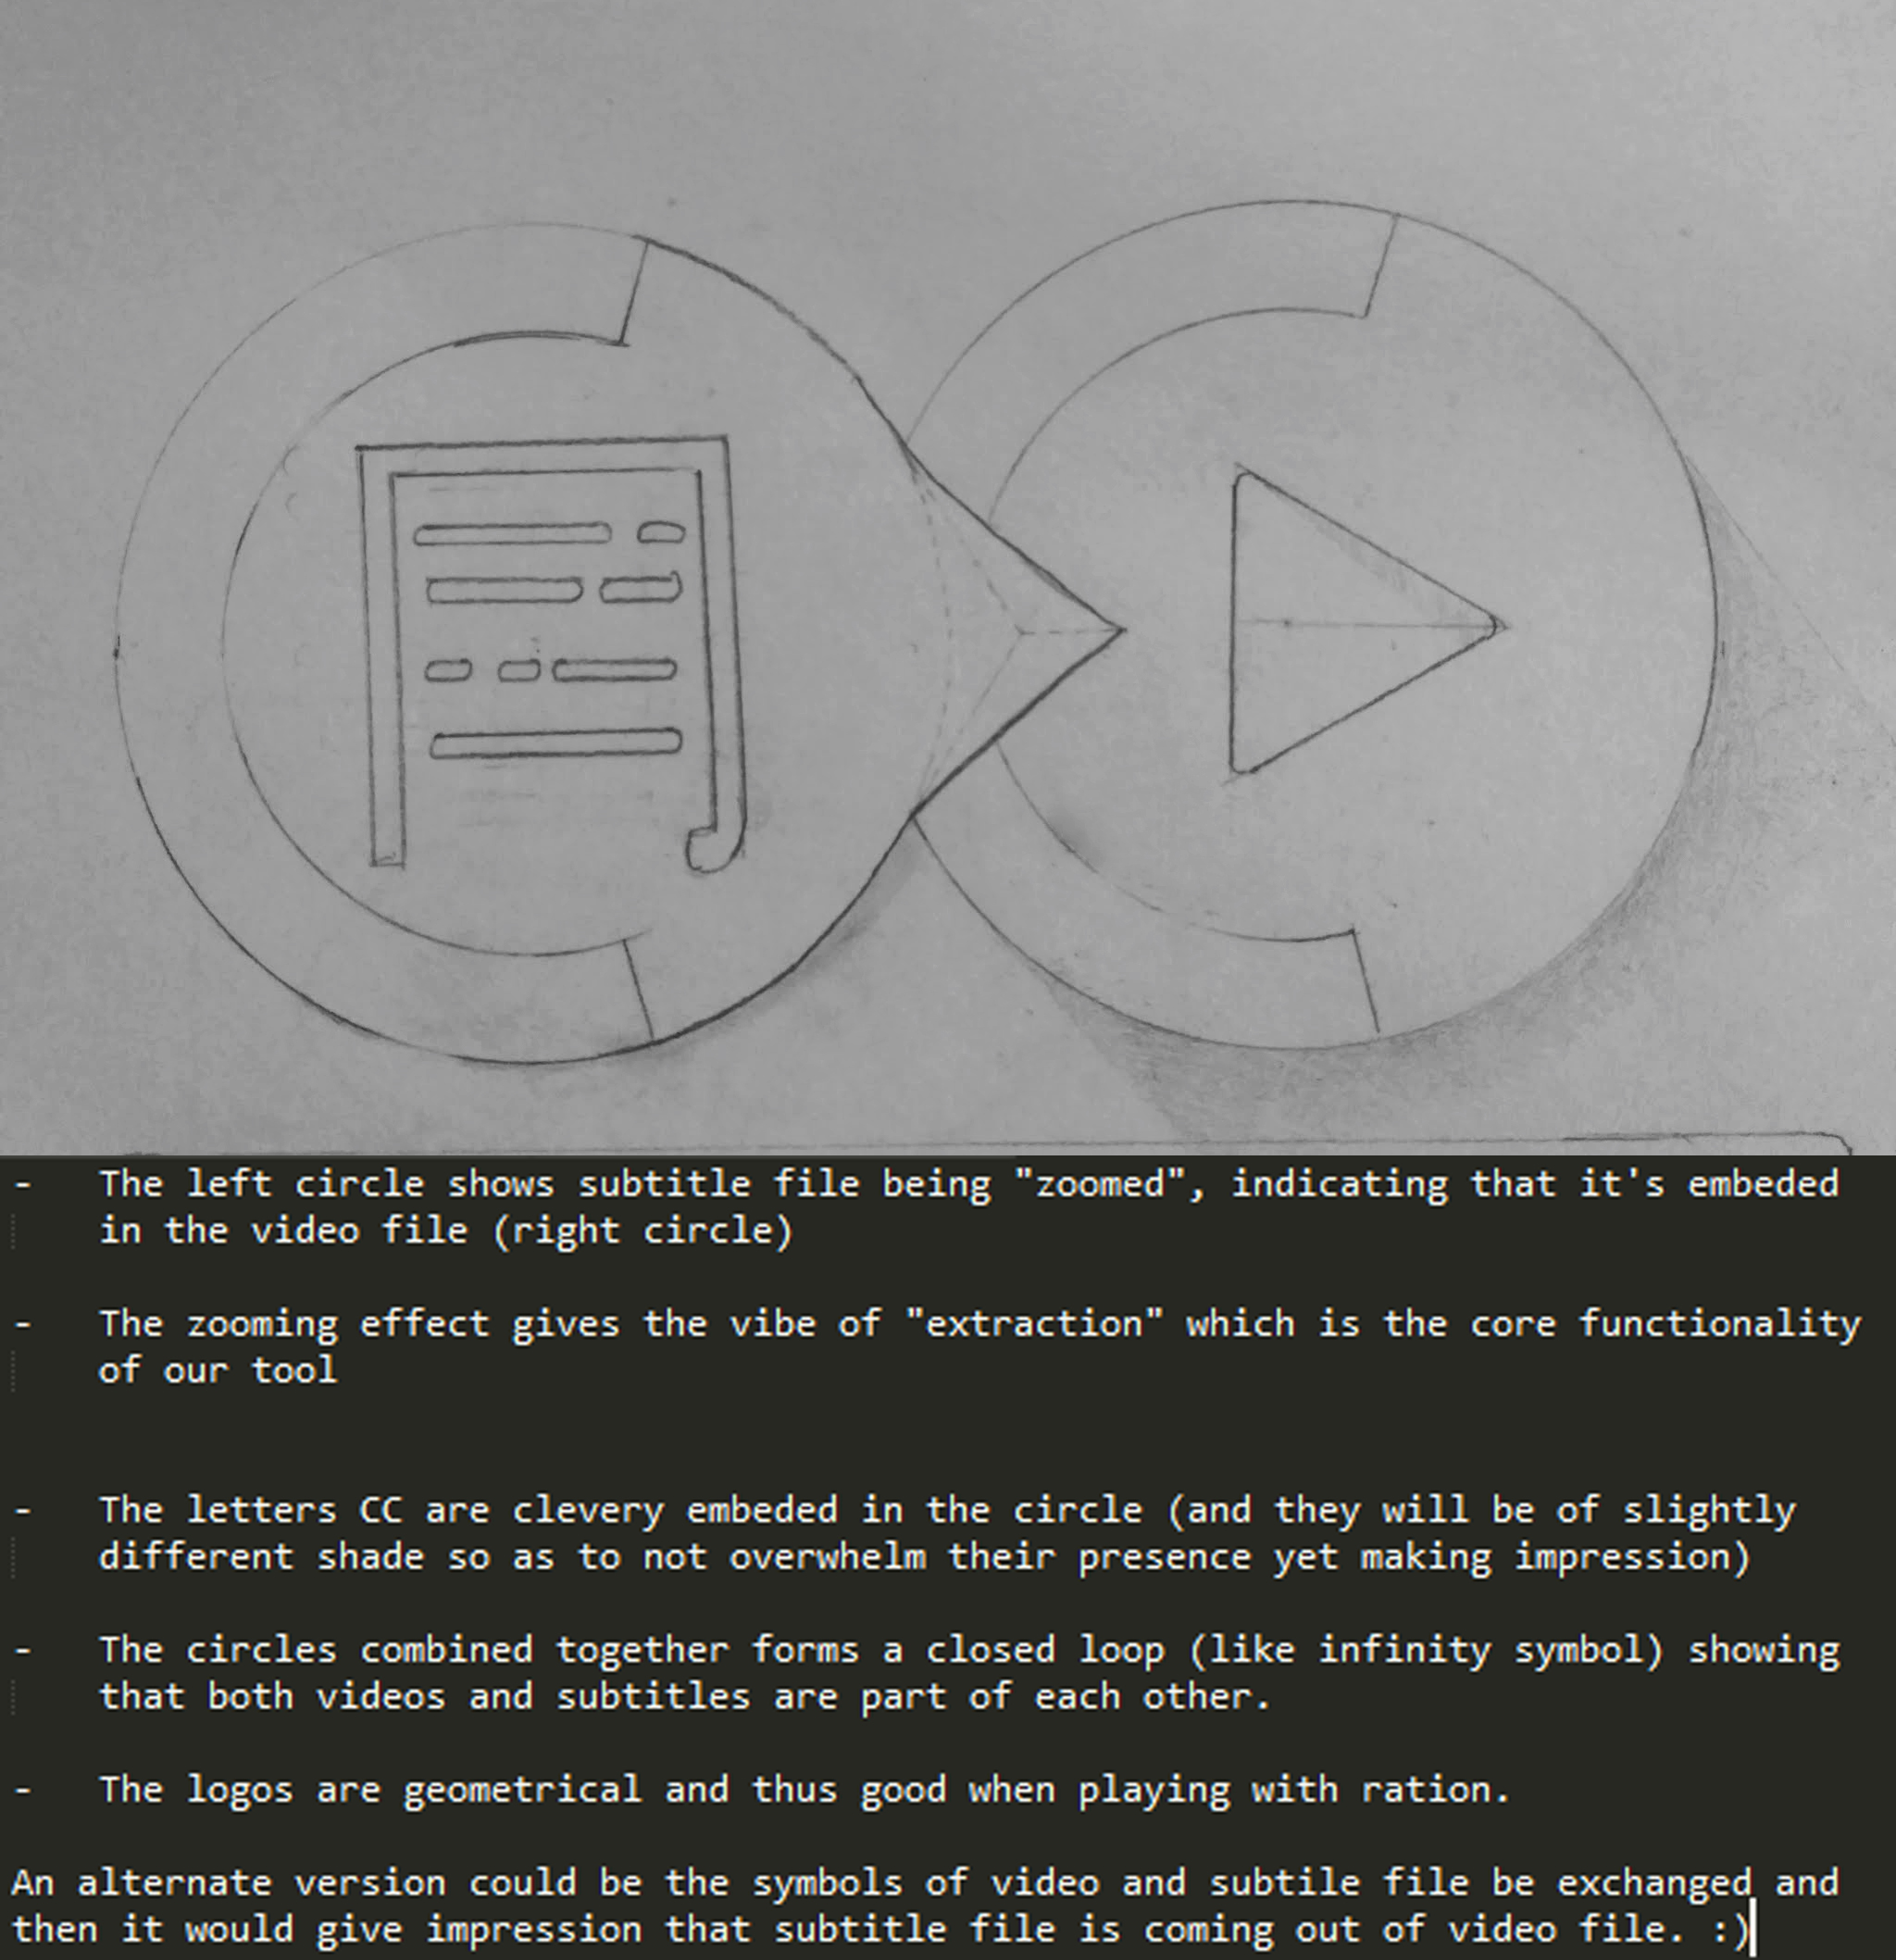 - The left circle shows subtitle file being "zoomed", indicating that it's embeded
in the video file (right circle)
- The zooming effect gives the vibe of "extraction" which is the core functionality
of our tool
- The letters CC are clevery embeded in the circle (and they will be of slightly
different shade so as to not overwhelm their presence yet making impression)
- The circles combined together forms a closed loop (like infinity symbol) showing
that both videos and subtitles are part of each other.
- The logos are geometrical and thus good when playing with ration.
An alternate version could be the symbols of video and subtile file be exchanged and
then it would give impression that subtitle file is coming out of video file. :)